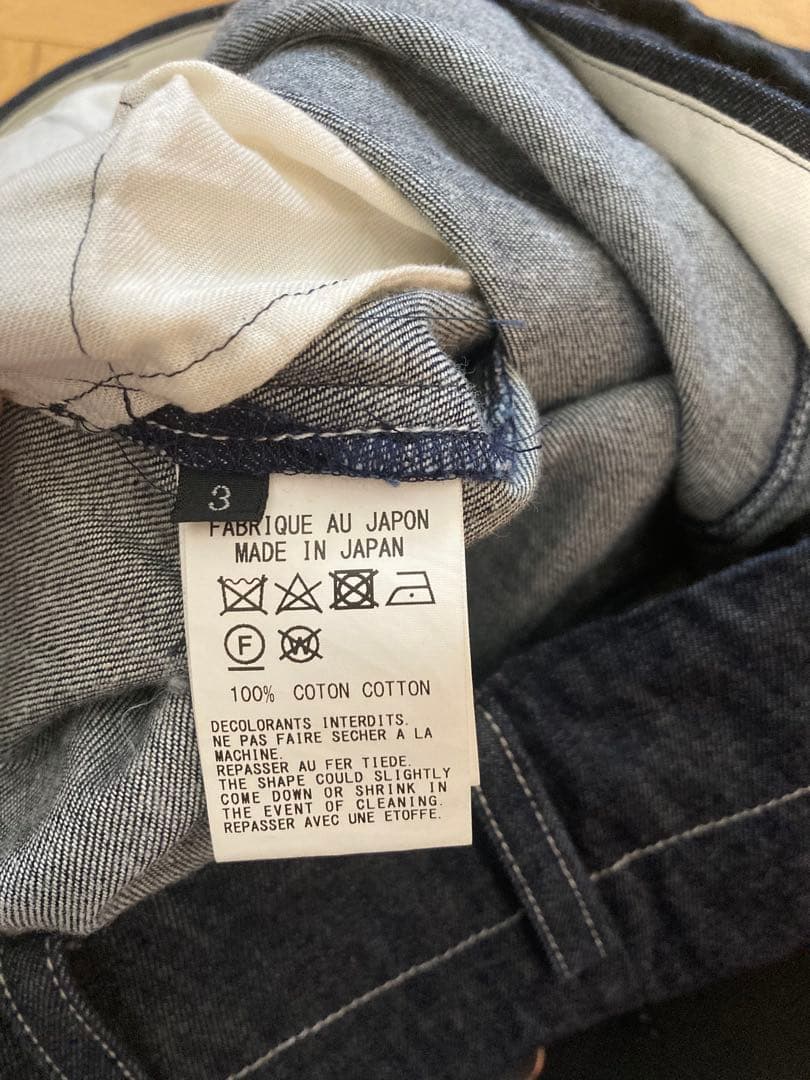 3
FABRIQUE AU JAPON
MADE IN JAPAN
F W
100% COTON COTTON
DECOLORANTS INTERDITS.
NE PAS FAIRE SECHER A LA
MACHINE.
REPASSER AU FER TIEDE.
THE SHAPE COULD SLIGHTLY
COME DOWN OR SHRINK IN
THE EVENT OF CLEANING.
REPASSER AVEC UNE ETOFFE.